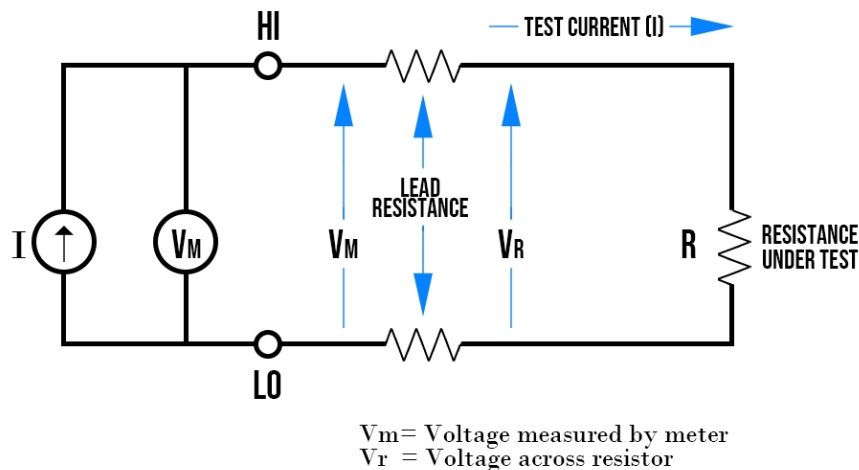 HI
TEST CURRENT (I)
LEAD
RESISTANCE
I
VM
VM
VR
R
RESISTANCE
UNDER TEST
LO
Vm= Voltage measured by meter
Vr = Voltage across resistor